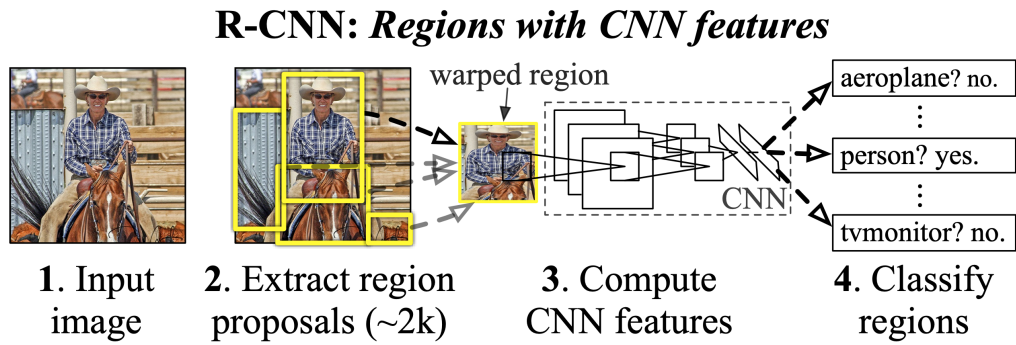 R-CNN: Regions with CNN features
warped region
aeroplane? no.
⋮
person? yes.
⋮
tvmonitor? no.
CNN
1. Input
image
2. Extract region
proposals (~2k)
3. Compute
CNN features
4. Classify
regions